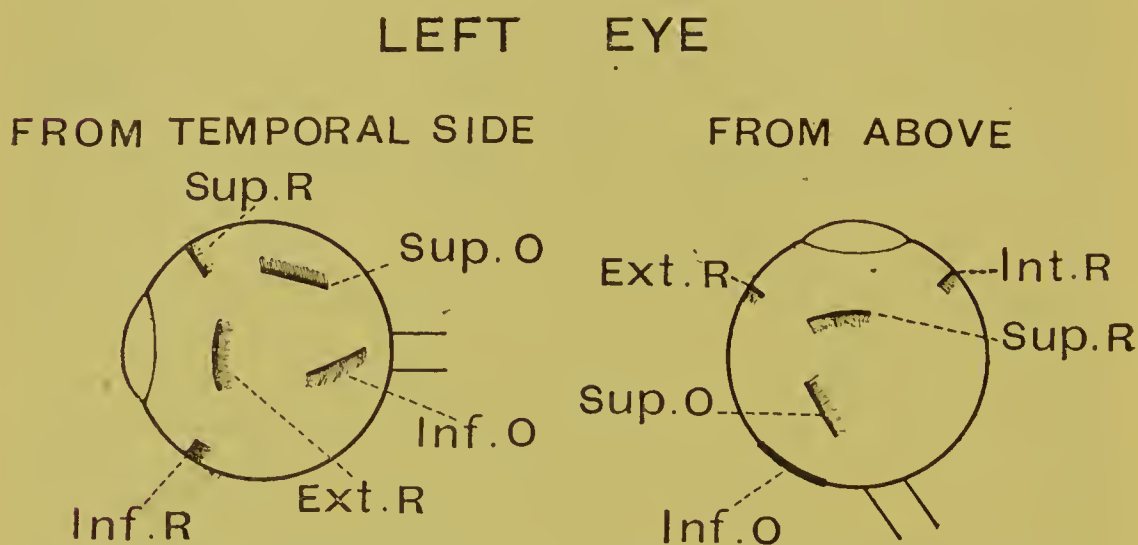 LEFT EYE
FROM TEMPORAL SIDE
FROM ABOVE
Sup.R
Sup.O
Inf.O
Ext.R
Inf.R
Ext.R
Int.R
Sup.R
Sup.O
Inf.O